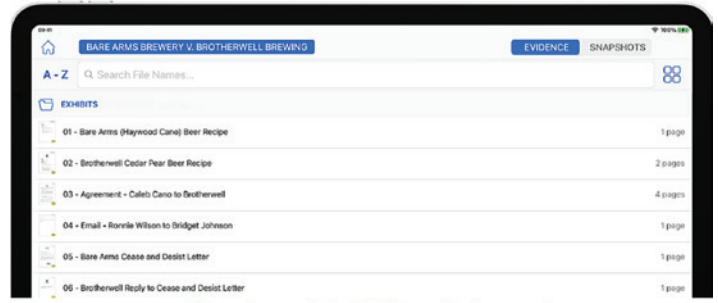 09:41
100%
BARE ARMS BREWERY V. BROTHERWELL BREWING
EVIDENCE SNAPSHOTS
A - Z Search File Names...
EXHIBITS
01 - Bare Arms (Haywood Cano) Beer Recipe 1 page
02 - Brotherwell Cedar Pear Beer Recipe 2 pages
03 - Agreement - Caleb Cano to Brotherwell 4 pages
04 - Email - Ronnie Wilson to Bridget Johnson 1 page
05 - Bare Arms Cease and Desist Letter 1 page
06 - Brotherwell Reply to Cease and Desist Letter 1 page